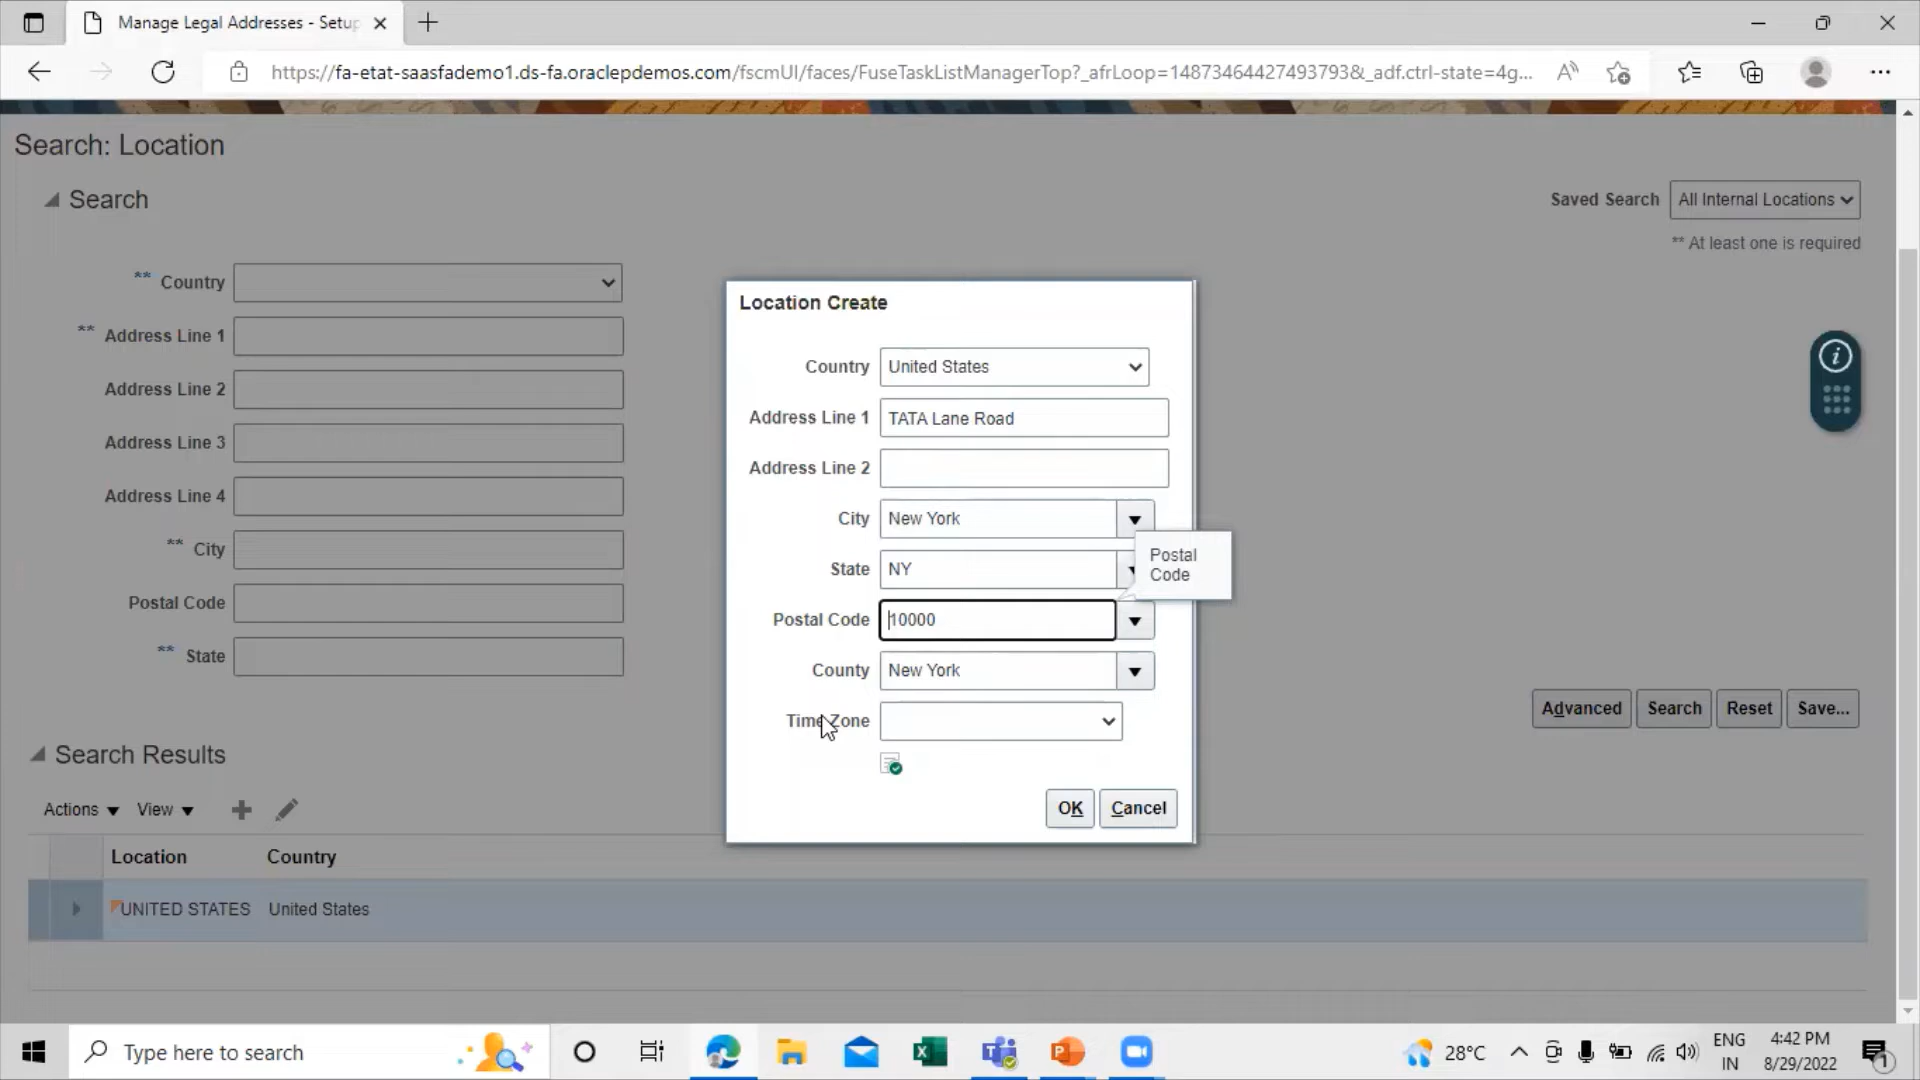 Manage Legal Addresses - Setup
https://fa-etat-saasfademo1.ds-fa.oraclepdemos.com/fscmUI/faces/FuseTaskListManagerTop?_afrLoop=14873464427493793&_adf.ctrl-state=4g...
Search: Location
Search
Saved Search All Internal Locations
** At least one is required
** Country
** Address Line 1
Address Line 2
Address Line 3
Address Line 4
** City
Postal Code
** State
Location Create
Country United States
Address Line 1 TATA Lane Road
Address Line 2
City New York
State NY
Postal Code
Postal Code 10000
County New York
Time Zone
OK Cancel
Advanced Search Reset Save...
Search Results
Actions View
Location Country
UNITED STATES United States
Type here to search
28°C
ENG
IN
4:42 PM
8/29/2022
1